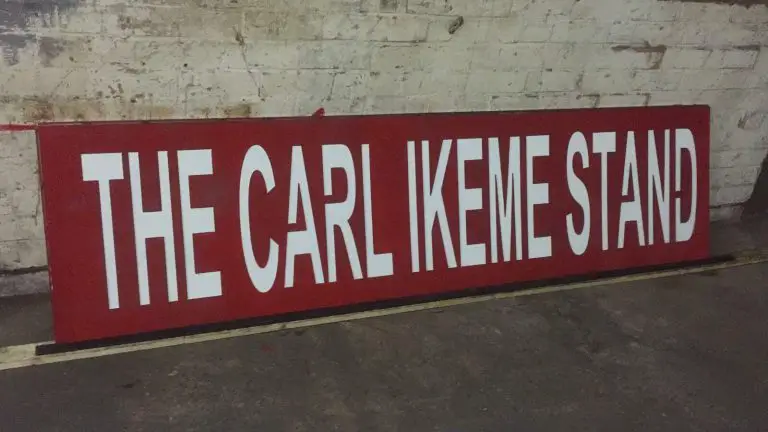 THE CARL IKEME STAND